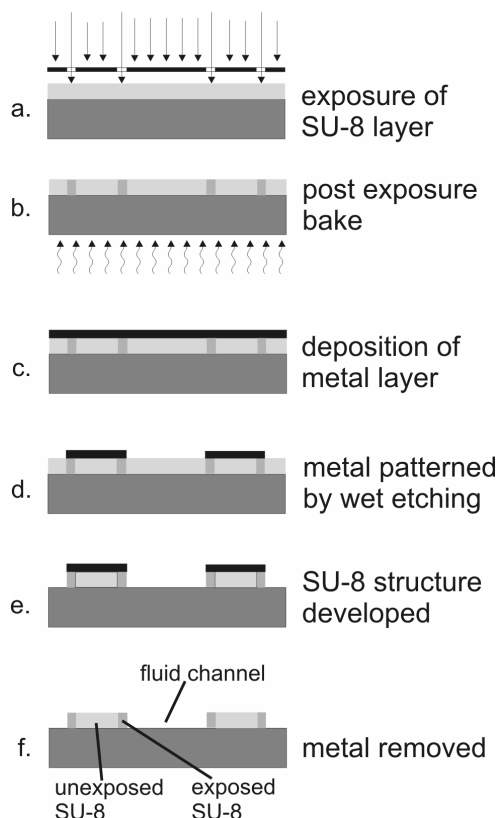 a.
exposure of
SU-8 layer
b.
post exposure
bake
c.
deposition of
metal layer
d.
metal patterned
by wet etching
e.
SU-8 structure
developed
fluid channel
f.
metal removed
unexposed
SU-8
exposed
SU-8